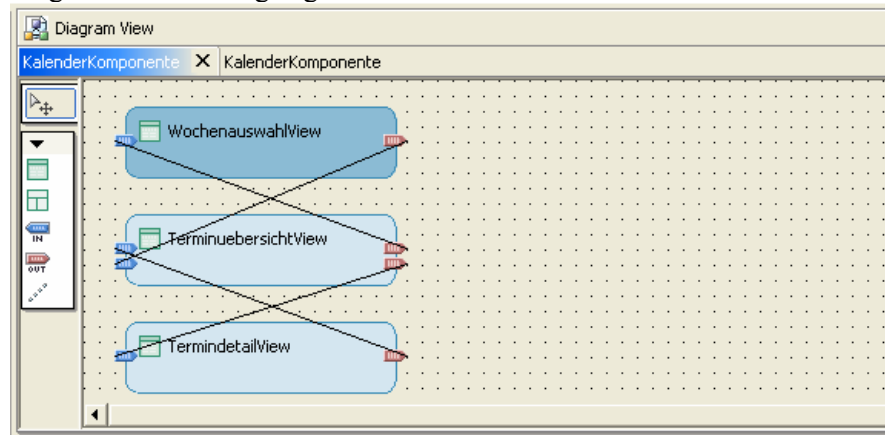 Diagram View
KalenderKomponente X KalenderKomponente
WochenauswahlView
IN
TerminuebersichtView
OUT
TermindetailView